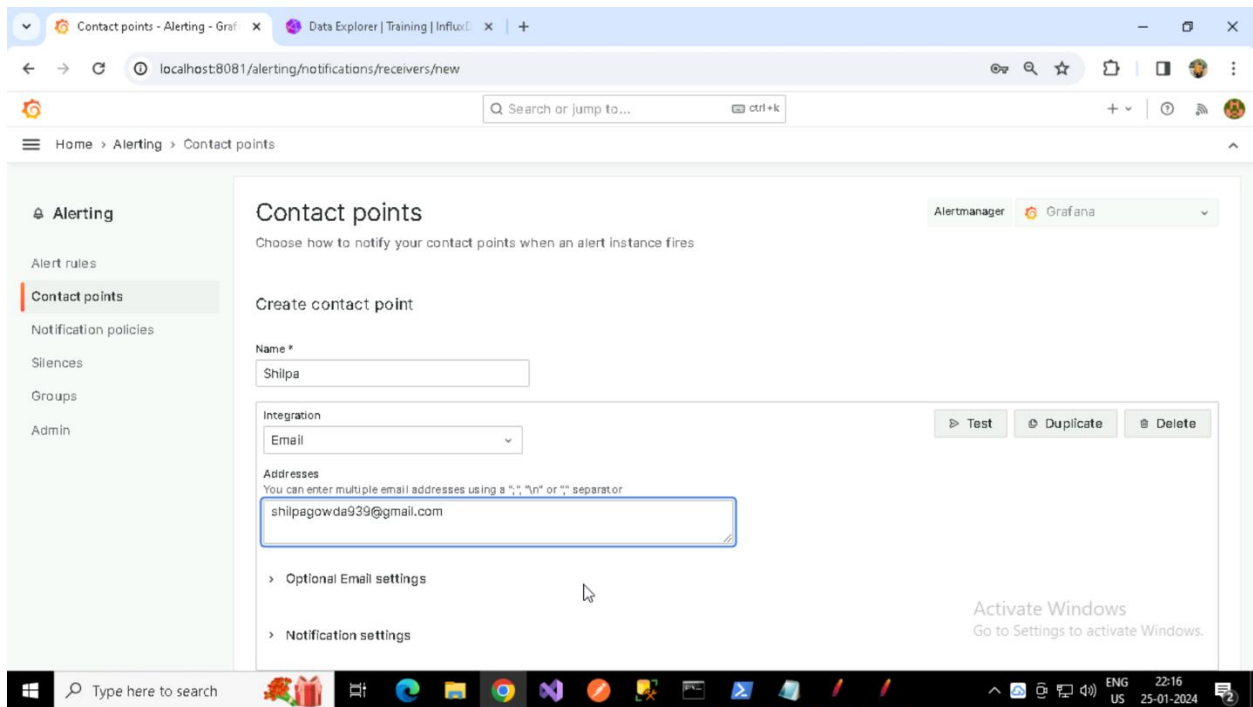 Contact points - Alerting - Graf
Data Explorer | Training | InfluxD
localhost:8081/alerting/notifications/receivers/new
Search or jump to... ctrl+k
Home > Alerting > Contact points
Alerting
Alert rules
Contact points
Notification policies
Silences
Groups
Admin
Contact points
Alertmanager Grafana
Choose how to notify your contact points when an alert instance fires
Create contact point
Name *
Shilpa
Integration
Email
Test Duplicate Delete
Addresses
You can enter multiple email addresses using a ";", "\n" or "," separator
shilpagowda939@gmail.com
> Optional Email settings
> Notification settings
Activate Windows
Go to Settings to activate Windows.
Type here to search
ENG
US
22:16
25-01-2024
2